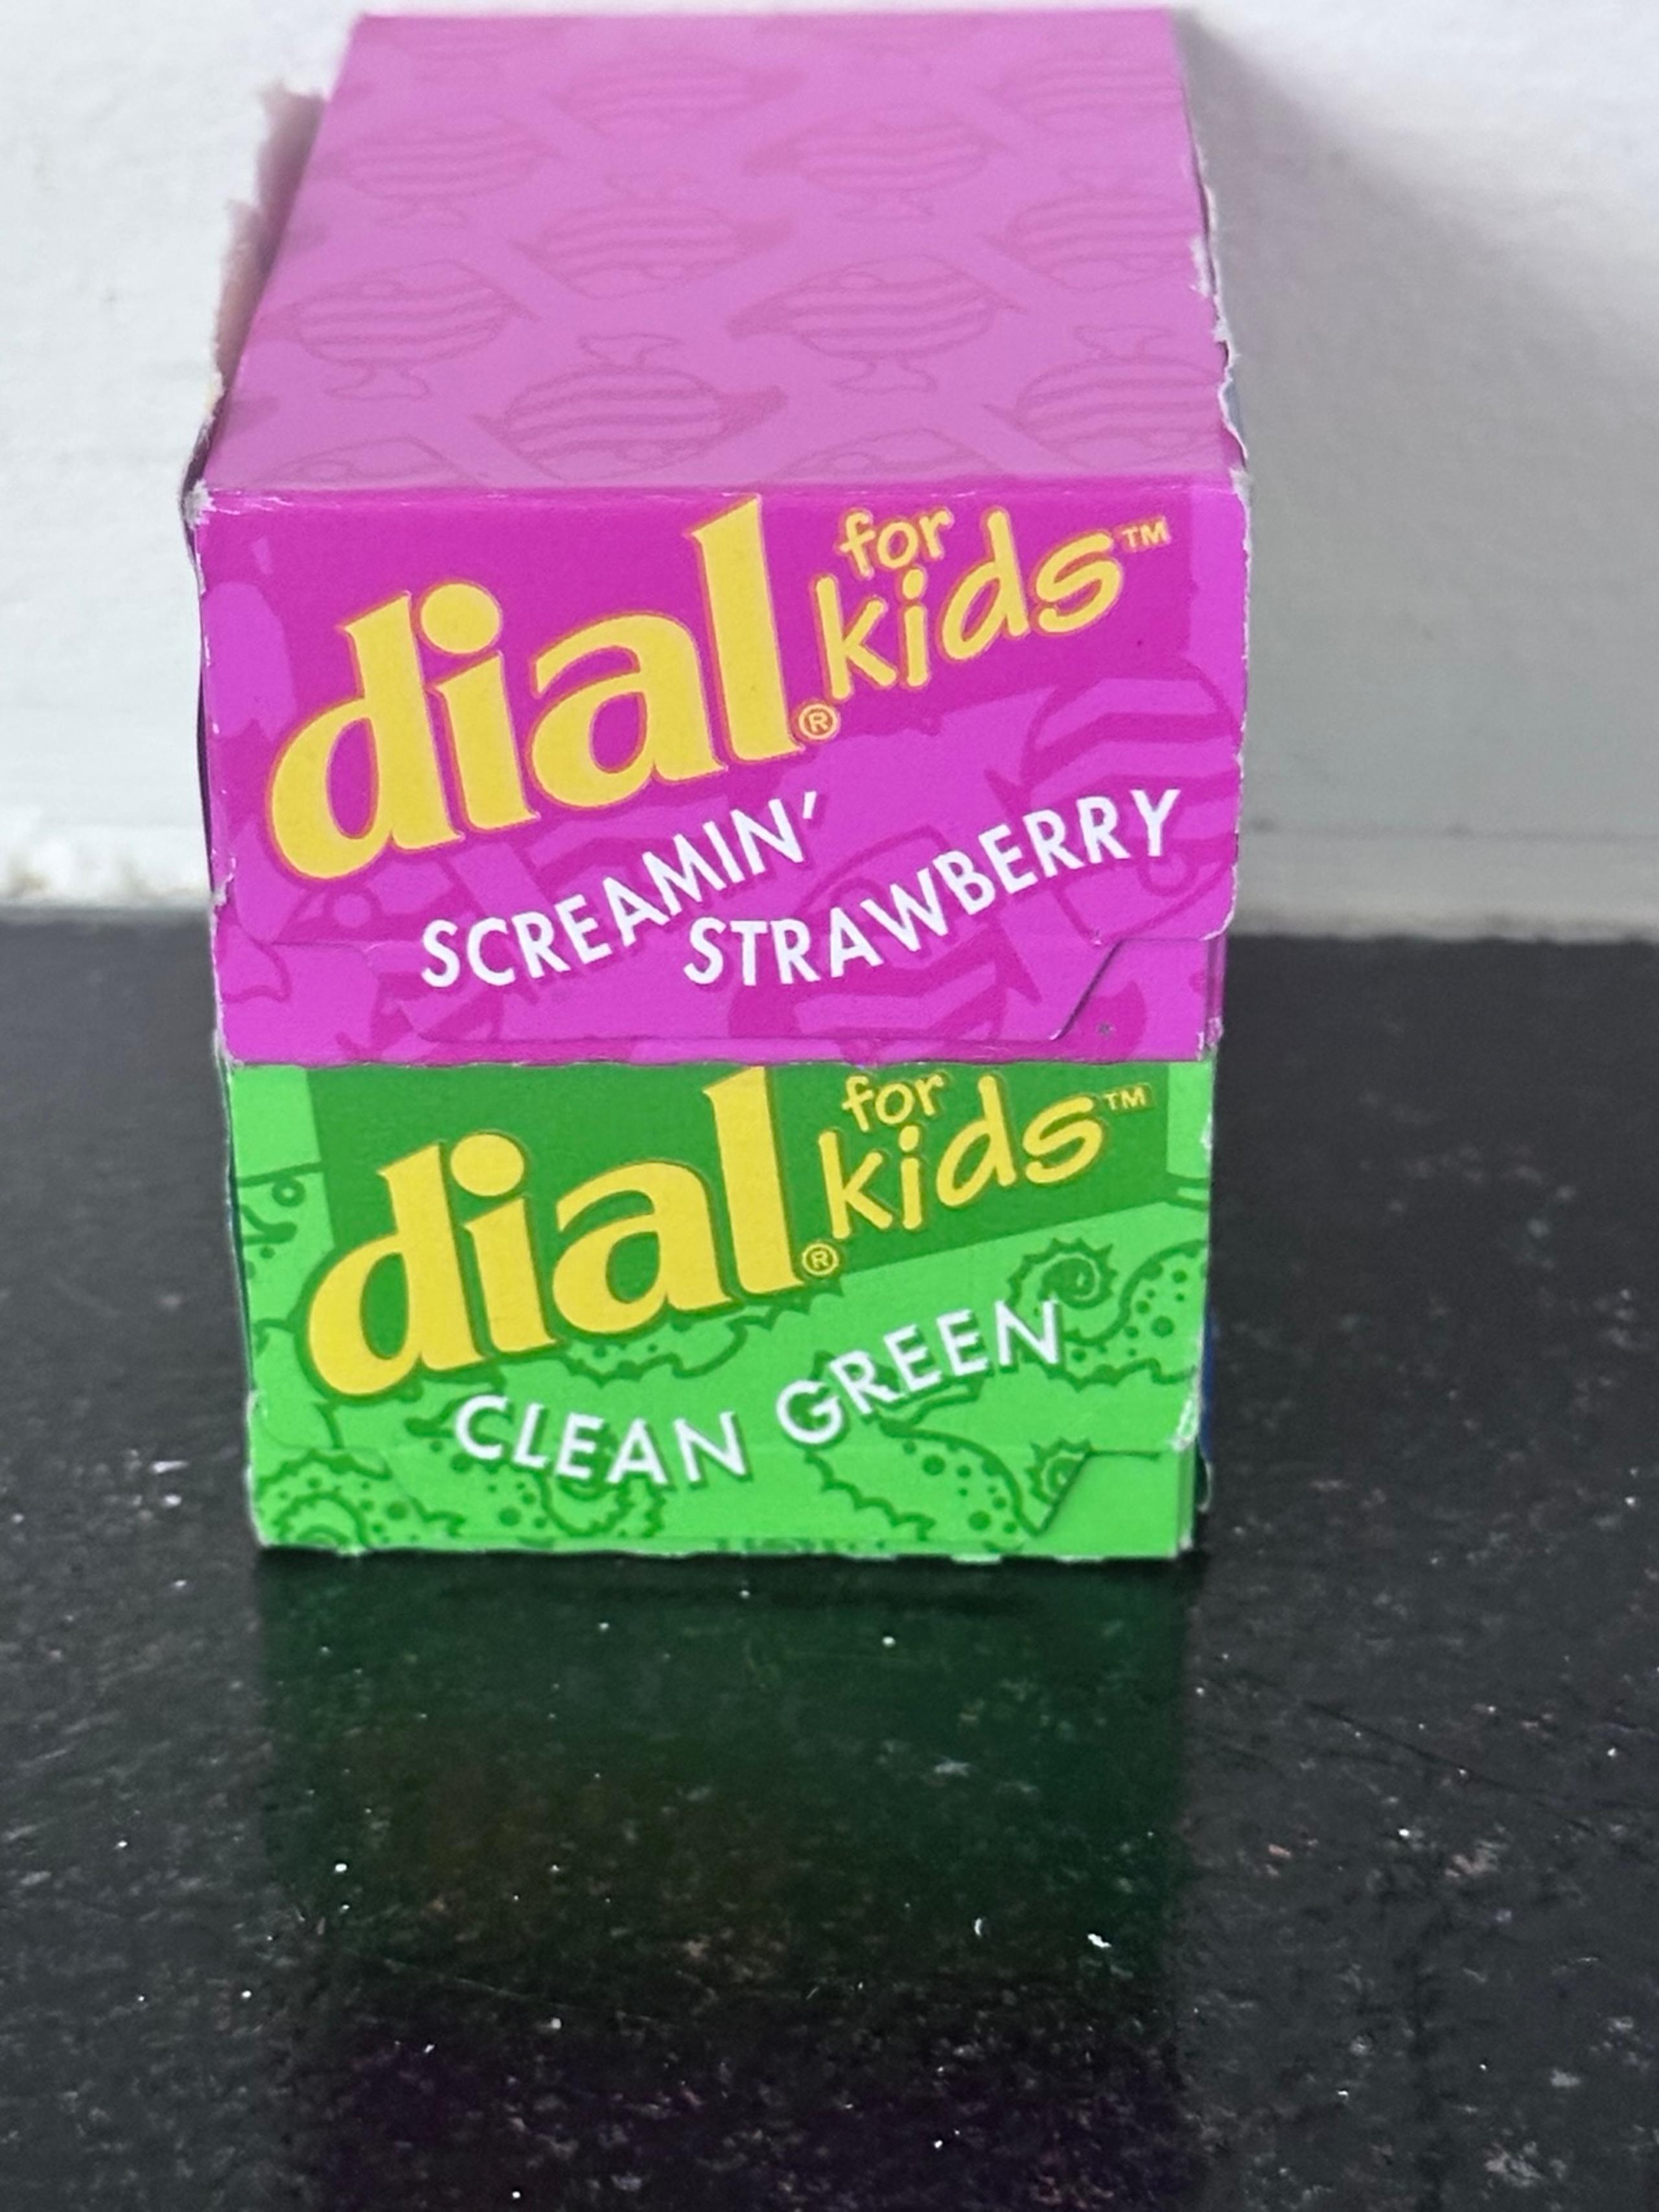 dial® for kids™
SCREAMIN'
STRAWBERRY
dial® for kids™
CLEAN GREEN